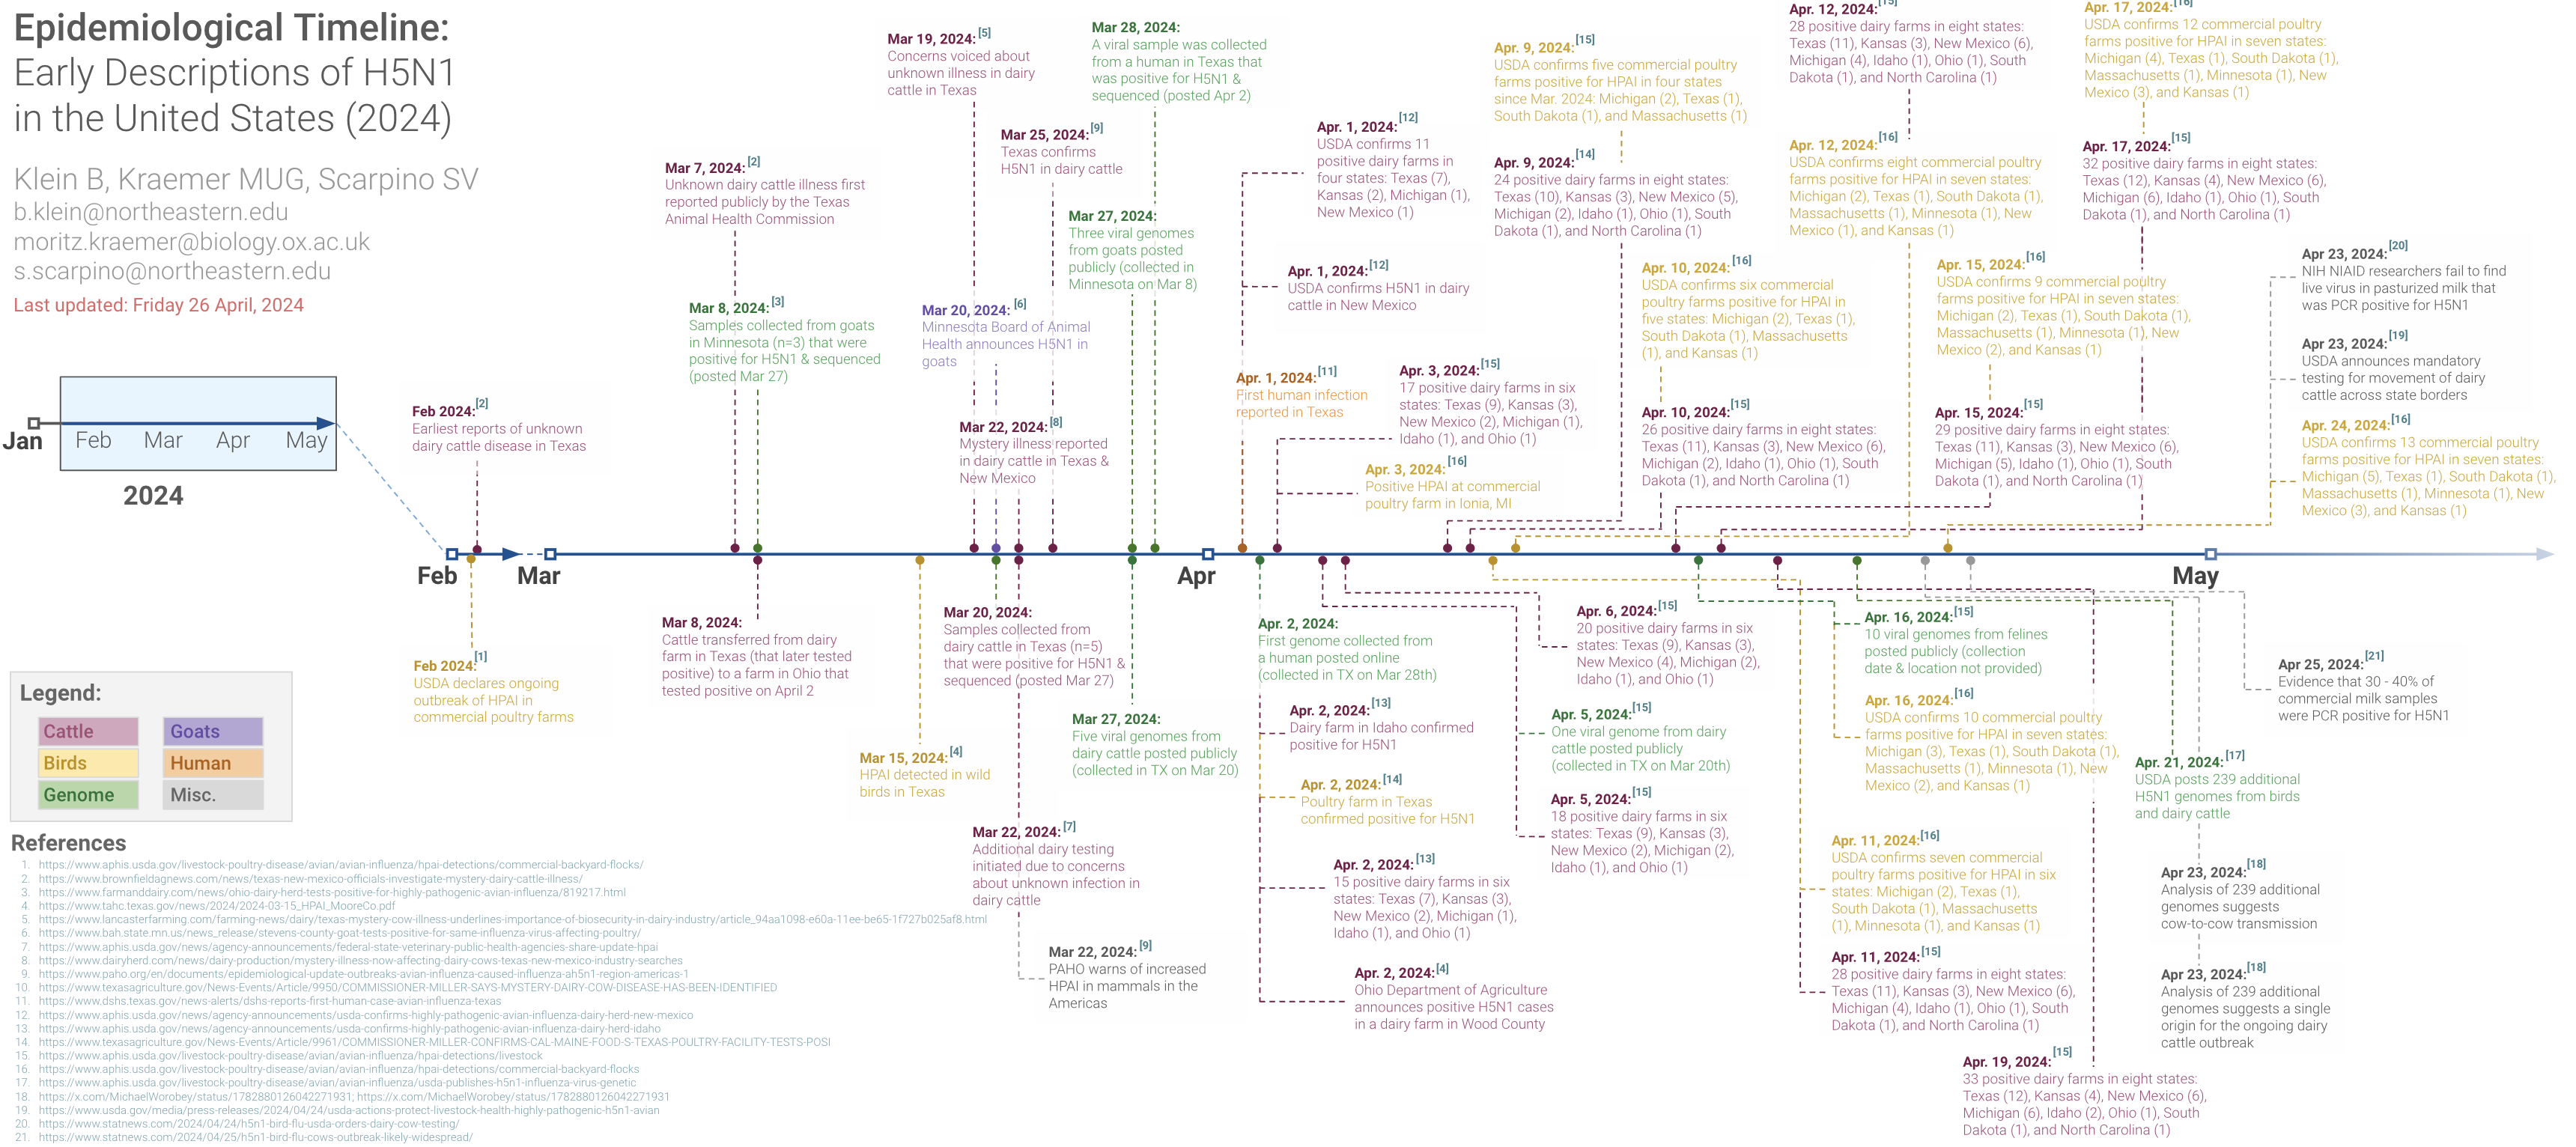 Epidemiological Timeline:
Early Descriptions of H5N1
in the United States (2024)
Klein B, Kraemer MUG, Scarpino SV
b.klein@northeastern.edu
moritz.kraemer@biology.ox.ac.uk
s.scarpino@northeastern.edu
Last updated: Friday 26 April, 2024
Jan
Feb Mar Apr May
2024
Feb 2024:[2]
Earliest reports of unknown
dairy cattle disease in Texas
Mar 7, 2024:[2]
Unknown dairy cattle illness first
reported publicly by the Texas
Animal Health Commission
Mar 8, 2024:[3]
Samples collected from goats
in Minnesota (n=3) that were
positive for H5N1 & sequenced
(posted Mar 27)
Mar 19, 2024:[5]
Concerns voiced about
unknown illness in dairy
cattle in Texas
Mar 20, 2024:[6]
Minnesota Board of Animal
Health announces H5N1 in
goats
Mar 22, 2024:[8]
Mystery illness reported
in dairy cattle in Texas &
New Mexico
Mar 25, 2024:[9]
Texas confirms
H5N1 in dairy cattle
Mar 28, 2024:
A viral sample was collected
from a human in Texas that
was positive for H5N1 &
sequenced (posted Apr 2)
Mar 27, 2024:
Three viral genomes
from goats posted
publicly (collected in
Minnesota on Mar 8)
Apr. 1, 2024:[12]
USDA confirms 11
positive dairy farms in
four states: Texas (7),
Kansas (2), Michigan (1),
New Mexico (1)
Apr. 1, 2024:[12]
USDA confirms H5N1 in dairy
cattle in New Mexico
Apr. 1, 2024:[11]
First human infection
reported in Texas
Apr. 3, 2024:[15]
17 positive dairy farms in six
states: Texas (9), Kansas (3),
New Mexico (2), Michigan (1),
Idaho (1), and Ohio (1)
Apr. 3, 2024:[16]
Positive HPAI at commercial
poultry farm in Ionia, MI
Apr. 9, 2024:[15]
USDA confirms five commercial poultry
farms positive for HPAI in four states
since Mar. 2024: Michigan (2), Texas (1),
South Dakota (1), and Massachusetts (1)
Apr. 9, 2024:[14]
24 positive dairy farms in eight states:
Texas (10), Kansas (3), New Mexico (5),
Michigan (2), Idaho (1), Ohio (1), South
Dakota (1), and North Carolina (1)
Apr. 10, 2024:[16]
USDA confirms six commercial
poultry farms positive for HPAI in
five states: Michigan (2), Texas (1),
South Dakota (1), Massachusetts
(1), and Kansas (1)
Apr. 10, 2024:[15]
26 positive dairy farms in eight states:
Texas (11), Kansas (3), New Mexico (6),
Michigan (2), Idaho (1), Ohio (1), South
Dakota (1), and North Carolina (1)
Apr. 12, 2024:[15]
28 positive dairy farms in eight states:
Texas (11), Kansas (3), New Mexico (6),
Michigan (4), Idaho (1), Ohio (1), South
Dakota (1), and North Carolina (1)
Apr. 12, 2024:[16]
USDA confirms eight commercial poultry
farms positive for HPAI in seven states:
Michigan (2), Texas (1), South Dakota (1),
Massachusetts (1), Minnesota (1), New
Mexico (1), and Kansas (1)
Apr. 15, 2024:[16]
USDA confirms 9 commercial poultry
farms positive for HPAI in seven states:
Michigan (2), Texas (1), South Dakota (1),
Massachusetts (1), Minnesota (1), New
Mexico (2), and Kansas (1)
Apr. 15, 2024:[15]
29 positive dairy farms in eight states:
Texas (11), Kansas (3), New Mexico (6),
Michigan (5), Idaho (1), Ohio (1), South
Dakota (1), and North Carolina (1)
Apr. 17, 2024:[16]
USDA confirms 12 commercial poultry
farms positive for HPAI in seven states:
Michigan (4), Texas (1), South Dakota (1),
Massachusetts (1), Minnesota (1), New
Mexico (3), and Kansas (1)
Apr. 17, 2024:[15]
32 positive dairy farms in eight states:
Texas (12), Kansas (4), New Mexico (6),
Michigan (6), Idaho (1), Ohio (1), South
Dakota (1), and North Carolina (1)
Apr 23, 2024:[20]
NIH NIAID researchers fail to find
live virus in pasturized milk that
was PCR positive for H5N1
Apr 23, 2024:[19]
USDA announces mandatory
testing for movement of dairy
cattle across state borders
Apr. 24, 2024:[16]
USDA confirms 13 commercial poultry
farms positive for HPAI in seven states:
Michigan (5), Texas (1), South Dakota (1),
Massachusetts (1), Minnesota (1), New
Mexico (3), and Kansas (1)
Feb Mar Apr May
Feb 2024:[1]
USDA declares ongoing
outbreak of HPAI in
commercial poultry farms
Mar 8, 2024:
Cattle transferred from dairy
farm in Texas (that later tested
positive) to a farm in Ohio that
tested positive on April 2
Mar 15, 2024:[4]
HPAI detected in wild
birds in Texas
Mar 20, 2024:
Samples collected from
dairy cattle in Texas (n=5)
that were positive for H5N1 &
sequenced (posted Mar 27)
Mar 22, 2024:[7]
Additional dairy testing
initiated due to concerns
about unknown infection in
dairy cattle
Mar 22, 2024:[9]
PAHO warns of increased
HPAI in mammals in the
Americas
Mar 27, 2024:
Five viral genomes from
dairy cattle posted publicly
(collected in TX on Mar 20)
Apr. 2, 2024:
First genome collected from
a human posted online
(collected in TX on Mar 28th)
Apr. 2, 2024:[13]
Dairy farm in Idaho confirmed
positive for H5N1
Apr. 2, 2024:[14]
Poultry farm in Texas
confirmed positive for H5N1
Apr. 2, 2024:[13]
15 positive dairy farms in six
states: Texas (7), Kansas (3),
New Mexico (2), Michigan (1),
Idaho (1), and Ohio (1)
Apr. 2, 2024:[4]
Ohio Department of Agriculture
announces positive H5N1 cases
in a dairy farm in Wood County
Apr. 6, 2024:[15]
20 positive dairy farms in six
states: Texas (9), Kansas (3),
New Mexico (4), Michigan (2),
Idaho (1), and Ohio (1)
Apr. 5, 2024:[15]
One viral genome from dairy
cattle posted publicly
(collected in TX on Mar 20th)
Apr. 5, 2024:[15]
18 positive dairy farms in six
states: Texas (9), Kansas (3),
New Mexico (2), Michigan (2),
Idaho (1), and Ohio (1)
Apr. 16, 2024:[15]
10 viral genomes from felines
posted publicly (collection
date & location not provided)
Apr. 16, 2024:[16]
USDA confirms 10 commercial poultry
farms positive for HPAI in seven states:
Michigan (3), Texas (1), South Dakota (1),
Massachusetts (1), Minnesota (1), New
Mexico (2), and Kansas (1)
Apr. 11, 2024:[16]
USDA confirms seven commercial
poultry farms positive for HPAI in six
states: Michigan (2), Texas (1),
South Dakota (1), Massachusetts
(1), Minnesota (1), and Kansas (1)
Apr. 11, 2024:[15]
28 positive dairy farms in eight states:
Texas (11), Kansas (3), New Mexico (6),
Michigan (4), Idaho (1), Ohio (1), South
Dakota (1), and North Carolina (1)
Apr. 19, 2024:[15]
33 positive dairy farms in eight states:
Texas (12), Kansas (4), New Mexico (6),
Michigan (6), Idaho (2), Ohio (1), South
Dakota (1), and North Carolina (1)
Apr. 21, 2024:[17]
USDA posts 239 additional
H5N1 genomes from birds
and dairy cattle
Apr 23, 2024:[18]
Analysis of 239 additional
genomes suggests
cow-to-cow transmission
Apr 23, 2024:[18]
Analysis of 239 additional
genomes suggests a single
origin for the ongoing dairy
cattle outbreak
Apr 25, 2024:[21]
Evidence that 30 - 40% of
commercial milk samples
were PCR positive for H5N1
Legend:
Cattle Goats
Birds Human
Genome Misc.
References
1. https://www.aphis.usda.gov/livestock-poultry-disease/avian/avian-influenza/hpai-detections/commercial-backyard-flocks/
2. https://www.brownfieldagnews.com/news/texas-new-mexico-officials-investigate-mystery-dairy-cattle-illness/
3. https://www.farmanddairy.com/news/ohio-dairy-herd-tests-positive-for-highly-pathogenic-avian-influenza/819217.html
4. https://www.tahc.texas.gov/news/2024/2024-03-15_HPAI_MooreCo.pdf
5. https://www.lancasterfarming.com/farming-news/dairy/texas-mystery-cow-illness-underlines-importance-of-biosecurity-in-dairy-industry/article_94aa1098-e60a-11ee-be65-1f727b025af8.html
6. https://www.bah.state.mn.us/news_release/stevens-county-goat-tests-positive-for-same-influenza-virus-affecting-poultry/
7. https://www.aphis.usda.gov/news/agency-announcements/federal-state-veterinary-public-health-agencies-share-update-hpai
8. https://www.dairyherd.com/news/dairy-production/mystery-illness-now-affecting-dairy-cows-texas-new-mexico-industry-searches
9. https://www.paho.org/en/documents/epidemiological-update-outbreaks-avian-influenza-caused-influenza-ah5n1-region-americas-1
10. https://www.texasagriculture.gov/News-Events/Article/9950/COMMISSIONER-MILLER-SAYS-MYSTERY-DAIRY-COW-DISEASE-HAS-BEEN-IDENTIFIED
11. https://www.dshs.texas.gov/news-alerts/dshs-reports-first-human-case-avian-influenza-texas
12. https://www.aphis.usda.gov/news/agency-announcements/usda-confirms-highly-pathogenic-avian-influenza-dairy-herd-new-mexico
13. https://www.aphis.usda.gov/news/agency-announcements/usda-confirms-highly-pathogenic-avian-influenza-dairy-herd-idaho
14. https://www.texasagriculture.gov/News-Events/Article/9961/COMMISSIONER-MILLER-CONFIRMS-CAL-MAINE-FOOD-S-TEXAS-POULTRY-FACILITY-TESTS-POSI
15. https://www.aphis.usda.gov/livestock-poultry-disease/avian/avian-influenza/hpai-detections/livestock
16. https://www.aphis.usda.gov/livestock-poultry-disease/avian/avian-influenza/hpai-detections/commercial-backyard-flocks
17. https://www.aphis.usda.gov/livestock-poultry-disease/avian/avian-influenza/usda-publishes-h5n1-influenza-virus-genetic
18. https://x.com/MichaelWorobey/status/1782880126042271931; https://x.com/MichaelWorobey/status/1782880126042271931
19. https://www.usda.gov/media/press-releases/2024/04/24/usda-actions-protect-livestock-health-highly-pathogenic-h5n1-avian
20. https://www.statnews.com/2024/04/24/h5n1-bird-flu-usda-orders-dairy-cow-testing/
21. https://www.statnews.com/2024/04/25/h5n1-bird-flu-cows-outbreak-likely-widespread/